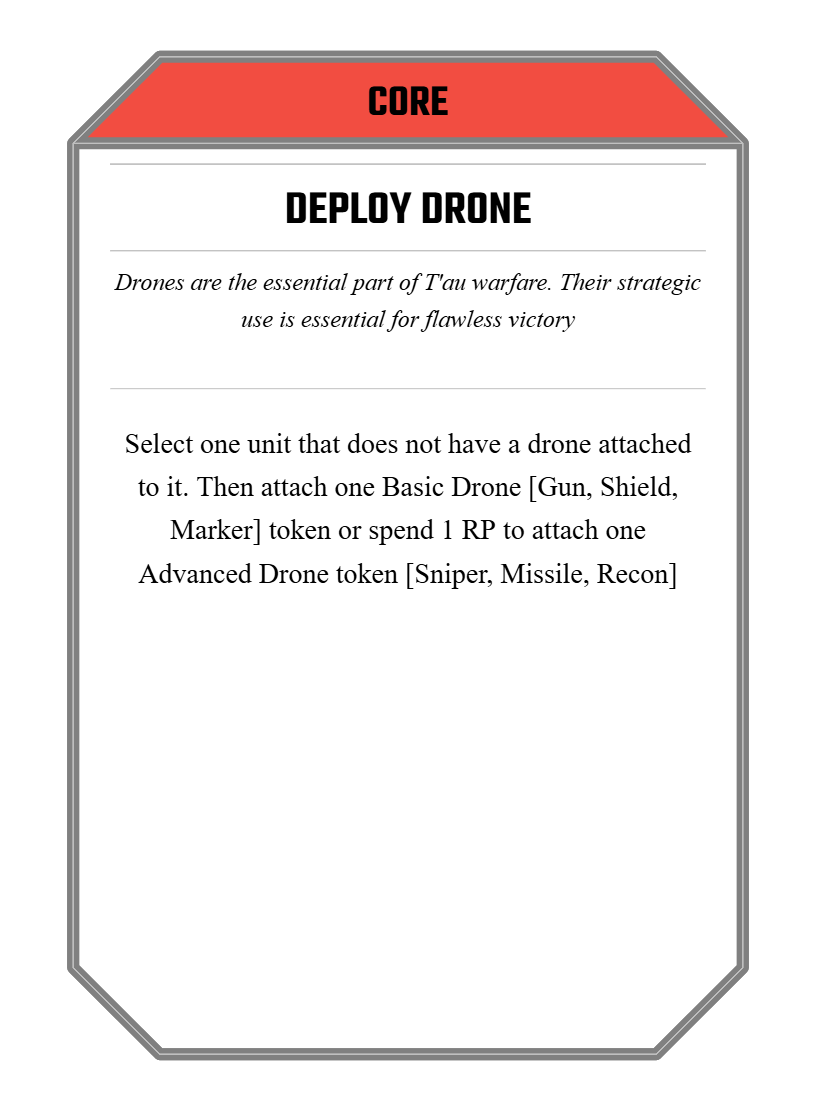 CORE
DEPLOY DRONE
Drones are the essential part of T'au warfare. Their strategic
use is essential for flawless victory
Select one unit that does not have a drone attached
to it. Then attach one Basic Drone [Gun, Shield,
Marker] token or spend 1 RP to attach one
Advanced Drone token [Sniper, Missile, Recon]